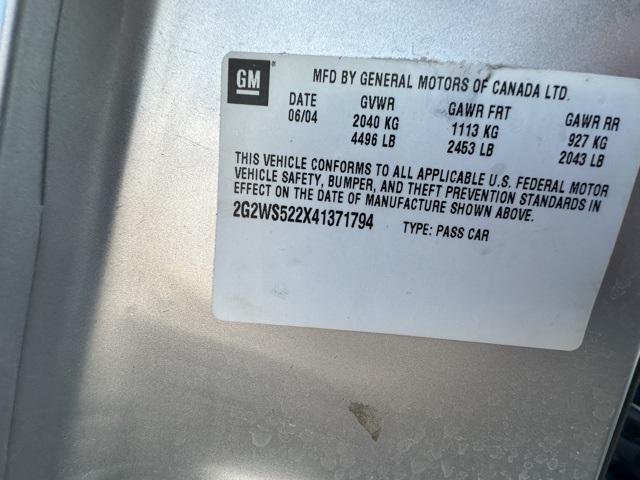 GM
MFD BY GENERAL MOTORS OF CANADA LTD.
DATE GVWR GAWR FRT GAWR RR
06/04 2040 KG 1113 KG 927 KG
4496 LB 2453 LB 2043 LB
THIS VEHICLE CONFORMS TO ALL APPLICABLE U.S. FEDERAL MOTOR
VEHICLE SAFETY, BUMPER, AND THEFT PREVENTION STANDARDS IN
EFFECT ON THE DATE OF MANUFACTURE SHOWN ABOVE.
2G2WS522X41371794 TYPE: PASS CAR